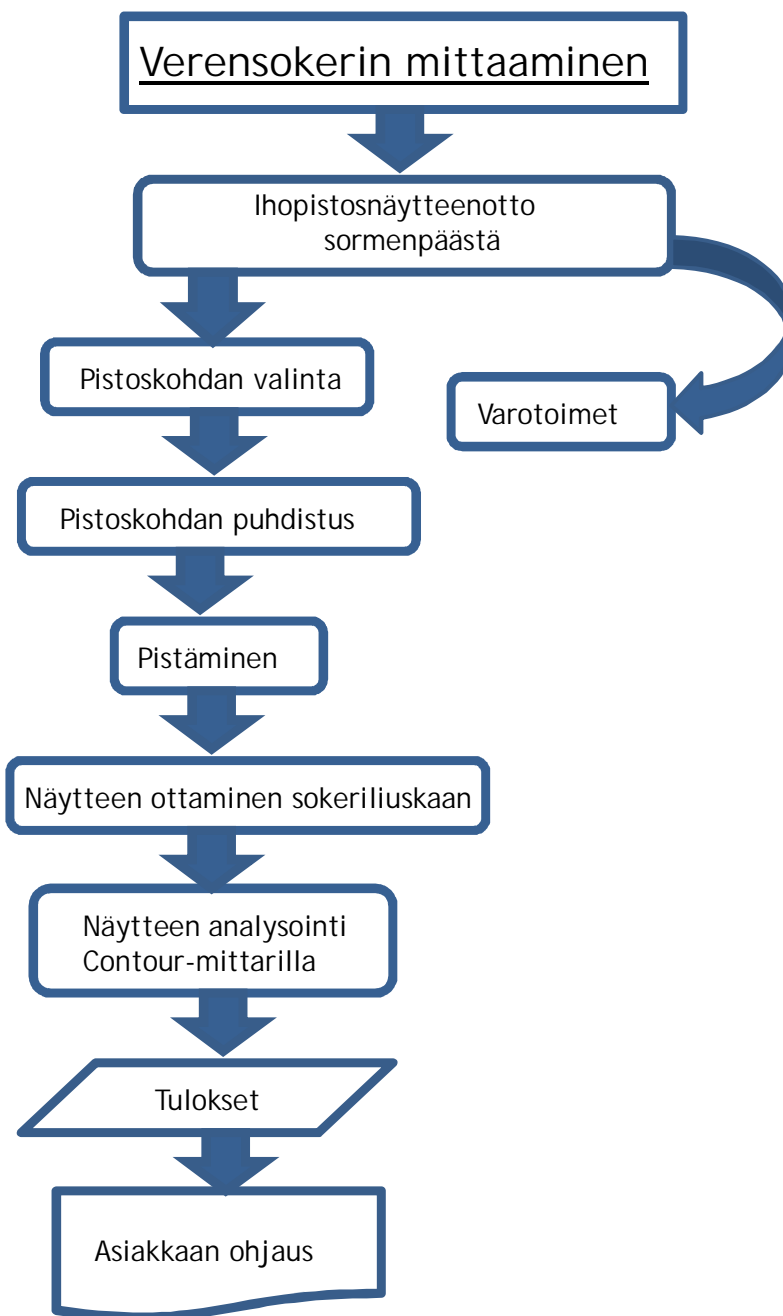 Verensokerin mittaaminen
Ihopistosnäytteenotto
sormenpäästä
Pistoskohdan valinta
Varotoimet
Pistoskohdan puhdistus
Pistäminen
Näytteen ottaminen sokeriliuskaan
Näytteen analysointi
Contour-mittarilla
Tulokset
Asiakkaan ohjaus